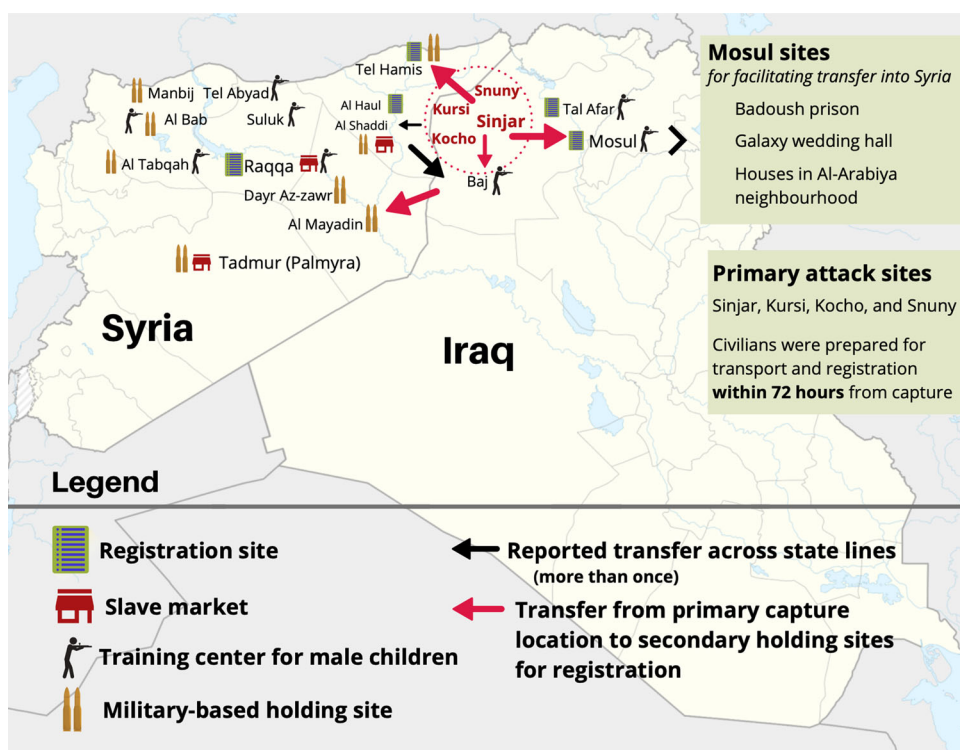 Mosul sites
for facilitating transfer into Syria
Badoush prison
Galaxy wedding hall
Houses in Al-Arabiya
neighbourhood
Primary attack sites
Sinjar, Kursi, Kocho, and Snuny
Civilians were prepared for
transport and registration
within 72 hours from capture
Tel Hamis
Snuny
Manbij
Tel Abyad
Al Haul
Kursi
Tal Afar
Al Bab
Suluk
Al Shaddi
Sinjar
Kocho
Mosul
Al Tabqah
Raqqa
Baj
Dayr Az-zawr
Al Mayadin
Tadmur (Palmyra)
Syria
Iraq
Legend
Registration site
Slave market
Training center for male children
Military-based holding site
Reported transfer across state lines
(more than once)
Transfer from primary capture
location to secondary holding sites
for registration